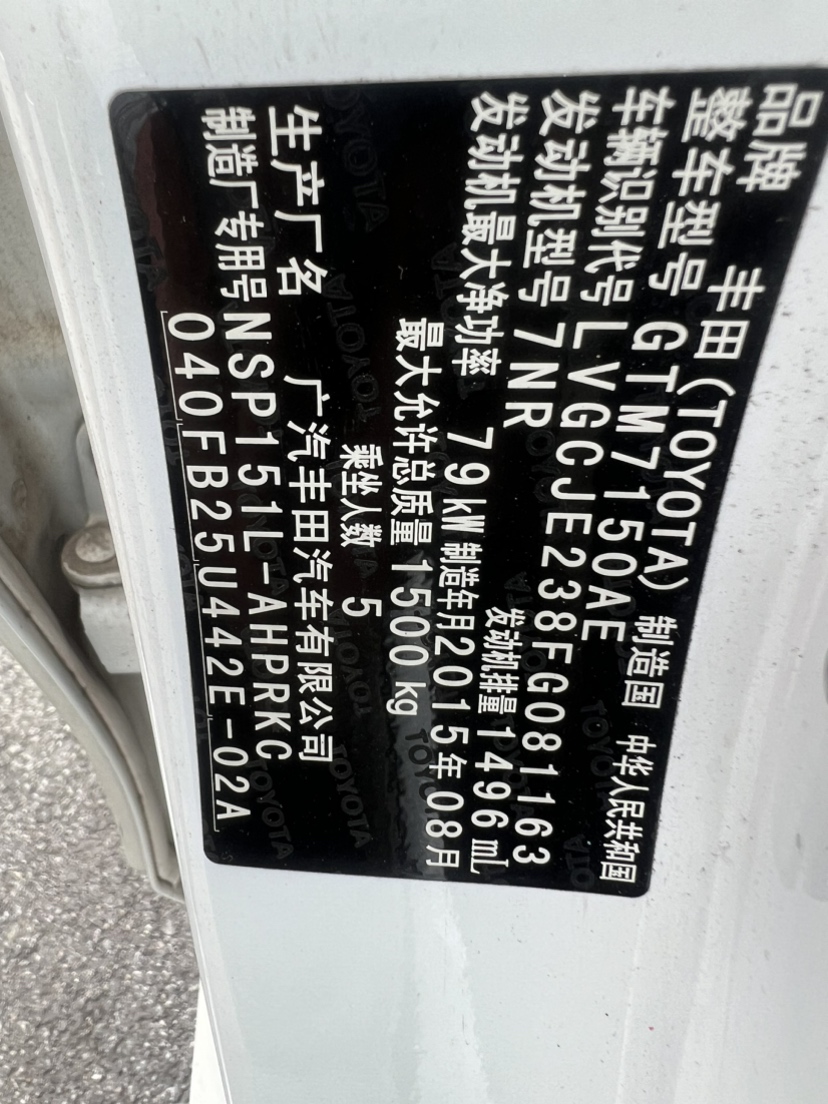 品牌 丰田(TOYOTA) 制造国 中华人民共和国
整车型号 GTM7150AE
车辆识别代号 LVGCJE238FG081163
发动机型号 7NR 发动机排量 1496 mL
发动机最大净功率 79 kW 制造年月 2015年08月
最大允许总质量 1500 kg
乘坐人数 5
生产厂名 广汽丰田汽车有限公司
制造厂专用号 NSP151L-AHPRKC
040FB25U442E-02A